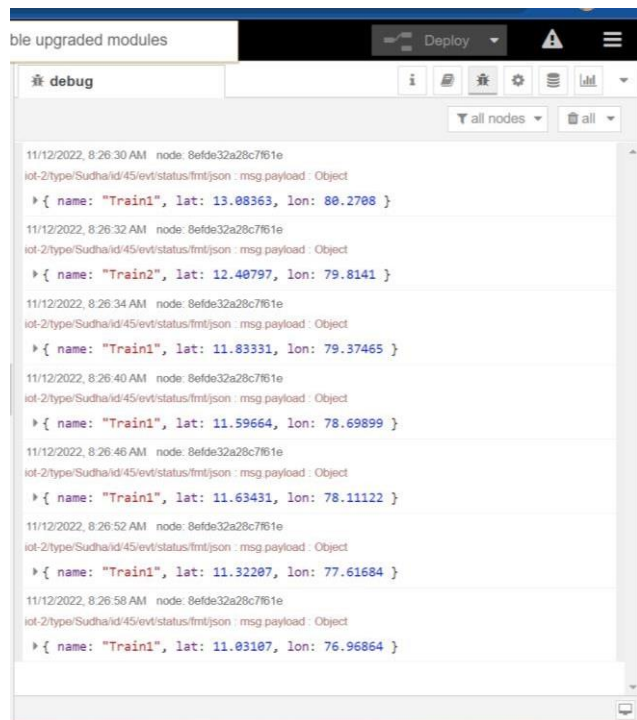 ble upgraded modules
Deploy
debug
i
all nodes
all
11/12/2022, 8:26:30 AM node: 8efde32a28c7f61e
iot-2/type/Sudha/id/45/evt/status/fmt/json : msg.payload : Object
{ name: "Train1", lat: 13.08363, lon: 80.2708 }
11/12/2022, 8:26:32 AM node: 8efde32a28c7f61e
iot-2/type/Sudha/id/45/evt/status/fmt/json : msg.payload : Object
{ name: "Train2", lat: 12.40797, lon: 79.8141 }
11/12/2022, 8:26:34 AM node: 8efde32a28c7f61e
iot-2/type/Sudha/id/45/evt/status/fmt/json : msg.payload : Object
{ name: "Train1", lat: 11.83331, lon: 79.37465 }
11/12/2022, 8:26:40 AM node: 8efde32a28c7f61e
iot-2/type/Sudha/id/45/evt/status/fmt/json : msg.payload : Object
{ name: "Train1", lat: 11.59664, lon: 78.69899 }
11/12/2022, 8:26:46 AM node: 8efde32a28c7f61e
iot-2/type/Sudha/id/45/evt/status/fmt/json : msg.payload : Object
{ name: "Train1", lat: 11.63431, lon: 78.11122 }
11/12/2022, 8:26:52 AM node: 8efde32a28c7f61e
iot-2/type/Sudha/id/45/evt/status/fmt/json : msg.payload : Object
{ name: "Train1", lat: 11.32207, lon: 77.61684 }
11/12/2022, 8:26:58 AM node: 8efde32a28c7f61e
iot-2/type/Sudha/id/45/evt/status/fmt/json : msg.payload : Object
{ name: "Train1", lat: 11.03107, lon: 76.96864 }